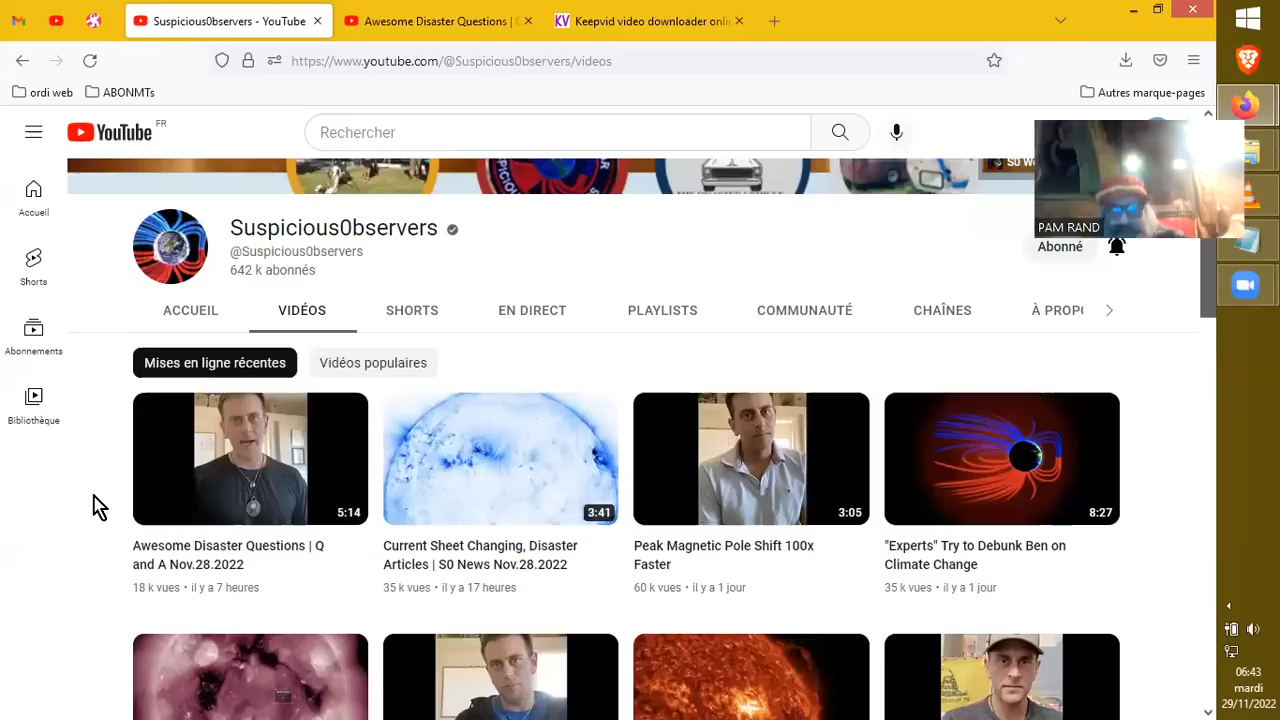 Suspicious0bservers - YouTube
Awesome Disaster Questions | Q
Keepvid video downloader onli
https://www.youtube.com/@Suspicious0bservers/videos
ordi web
ABONMTs
Autres marque-pages
YouTube FR
Rechercher
S0 W
PAM RAND
Accueil
Shorts
Abonnements
Bibliothèque
Suspicious0bservers
@Suspicious0bservers
642 k abonnés
Abonné
ACCUEIL VIDÉOS SHORTS EN DIRECT PLAYLISTS COMMUNAUTÉ CHAÎNES À PROPO
Mises en ligne récentes
Vidéos populaires
5:14
3:41
3:05
8:27
Awesome Disaster Questions | Q
and A Nov.28.2022
18 k vues • il y a 7 heures
Current Sheet Changing, Disaster
Articles | S0 News Nov.28.2022
35 k vues • il y a 17 heures
Peak Magnetic Pole Shift 100x
Faster
60 k vues • il y a 1 jour
"Experts" Try to Debunk Ben on
Climate Change
35 k vues • il y a 1 jour
06:43
mardi
29/11/2022